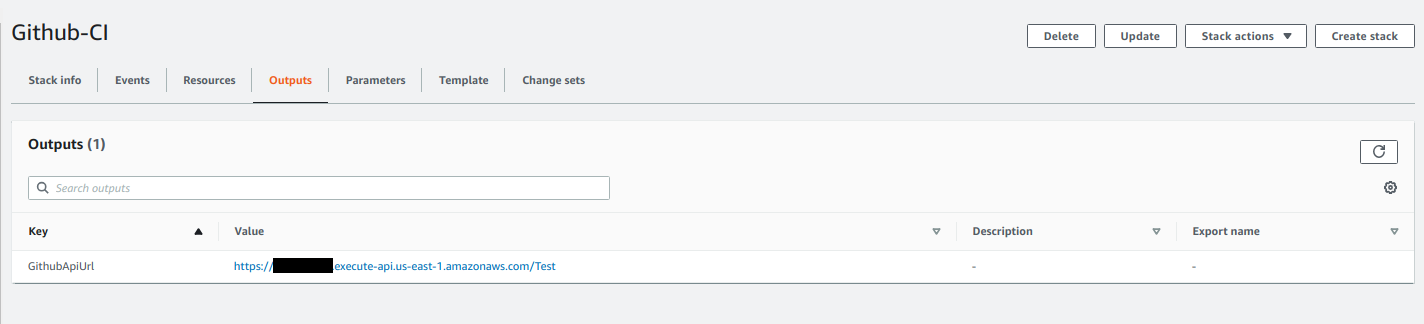 Github-CI
Delete Update Stack actions Create stack
Stack info Events Resources Outputs Parameters Template Change sets
Outputs (1)
Search outputs
Key Value Description Export name
GithubApiUrl https:// .execute-api.us-east-1.amazonaws.com/Test - -